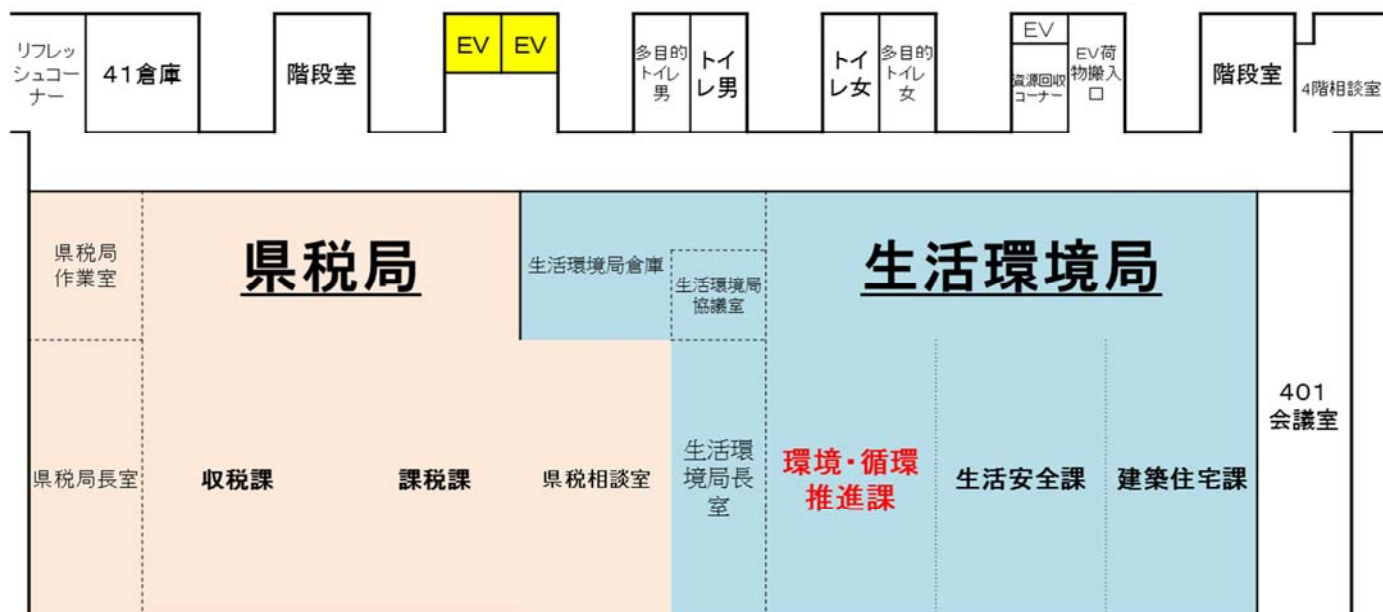 リフレッ
シュコー
ナー
41倉庫
階段室
EV
EV
多目的
トイレ
男
トイ
レ男
トイ
レ女
多目的
トイレ
女
EV
資源回収
コーナー
EV荷
物搬入
口
階段室
4階相談室
県税局
作業室
県税局
生活環境局倉庫
生活環境局
協議室
生活環境局
県税局長室
収税課
課税課
県税相談室
生活環
境局長
室
環境・循環
推進課
生活安全課
建築住宅課
401
会議室